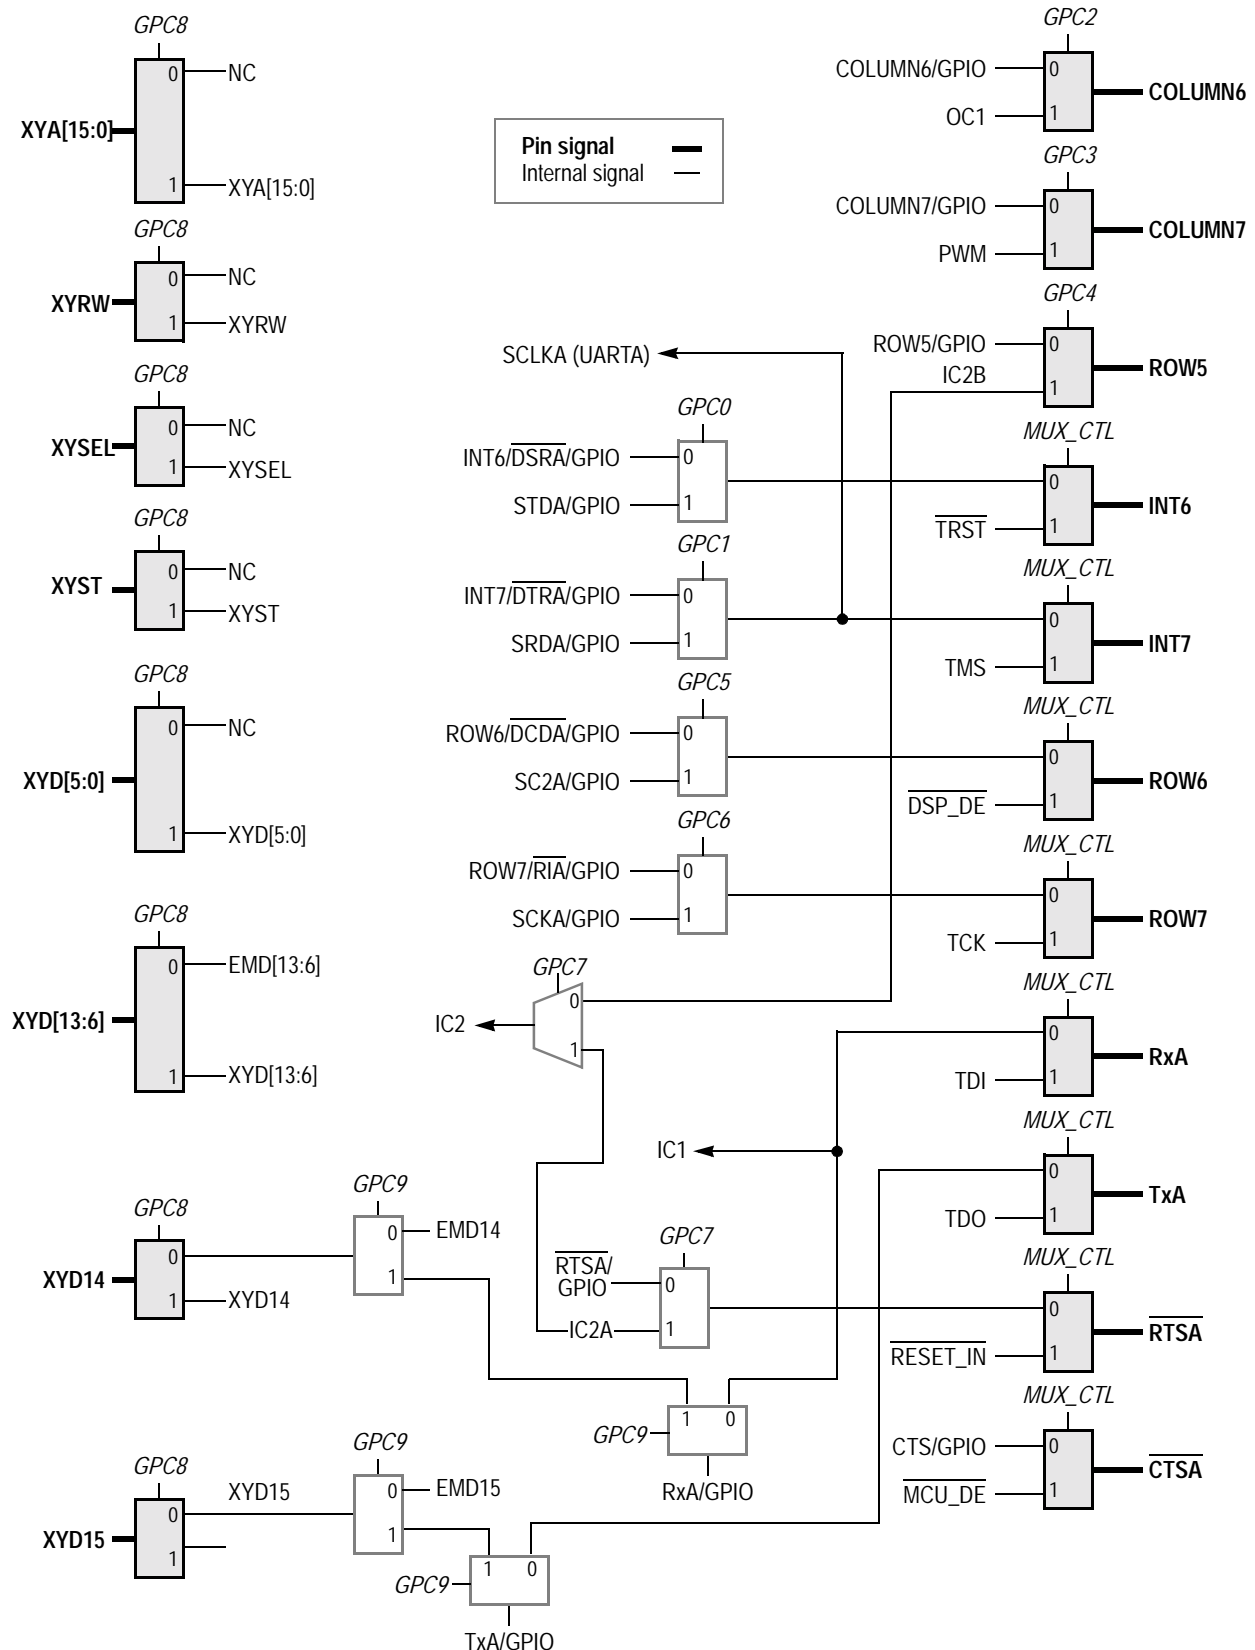 GPC8
0
NC
XYA[15:0]
1
XYA[15:0]
GPC8
0
NC
XYRW
1
XYRW
GPC8
0
NC
XYSEL
1
XYSEL
GPC8
0
NC
XYST
1
XYST
GPC8
0
NC
XYD[5:0]
1
XYD[5:0]
GPC8
0
EMD[13:6]
XYD[13:6]
1
XYD[13:6]
GPC8
0
XYD14
1
XYD14
GPC9
0
EMD14
1
GPC8
XYD15
0
XYD15
1
GPC9
0
EMD15
1
Pin signal
Internal signal
SCLKA (UARTA)
GPC0
INT6/DSRA/GPIO
0
STDA/GPIO
1
GPC1
INT7/DTRA/GPIO
0
SRDA/GPIO
1
GPC5
ROW6/DCDA/GPIO
0
SC2A/GPIO
1
GPC6
ROW7/RIA/GPIO
0
SCKA/GPIO
1
GPC7
0
IC2
1
IC1
GPC7
RTSA/
GPIO
0
IC2A
1
1 0
GPC9
RxA/GPIO
1 0
GPC9
TxA/GPIO
GPC2
COLUMN6/GPIO
0
COLUMN6
OC1
1
GPC3
COLUMN7/GPIO
0
COLUMN7
PWM
1
GPC4
ROW5/GPIO
0
ROW5
IC2B
1
MUX_CTL
0
INT6
TRST
1
MUX_CTL
0
INT7
TMS
1
MUX_CTL
0
ROW6
DSP_DE
1
MUX_CTL
0
ROW7
TCK
1
MUX_CTL
0
RxA
TDI
1
MUX_CTL
0
TxA
TDO
1
MUX_CTL
0
RTSA
RESET_IN
1
MUX_CTL
CTS/GPIO
0
CTSA
MCU_DE
1